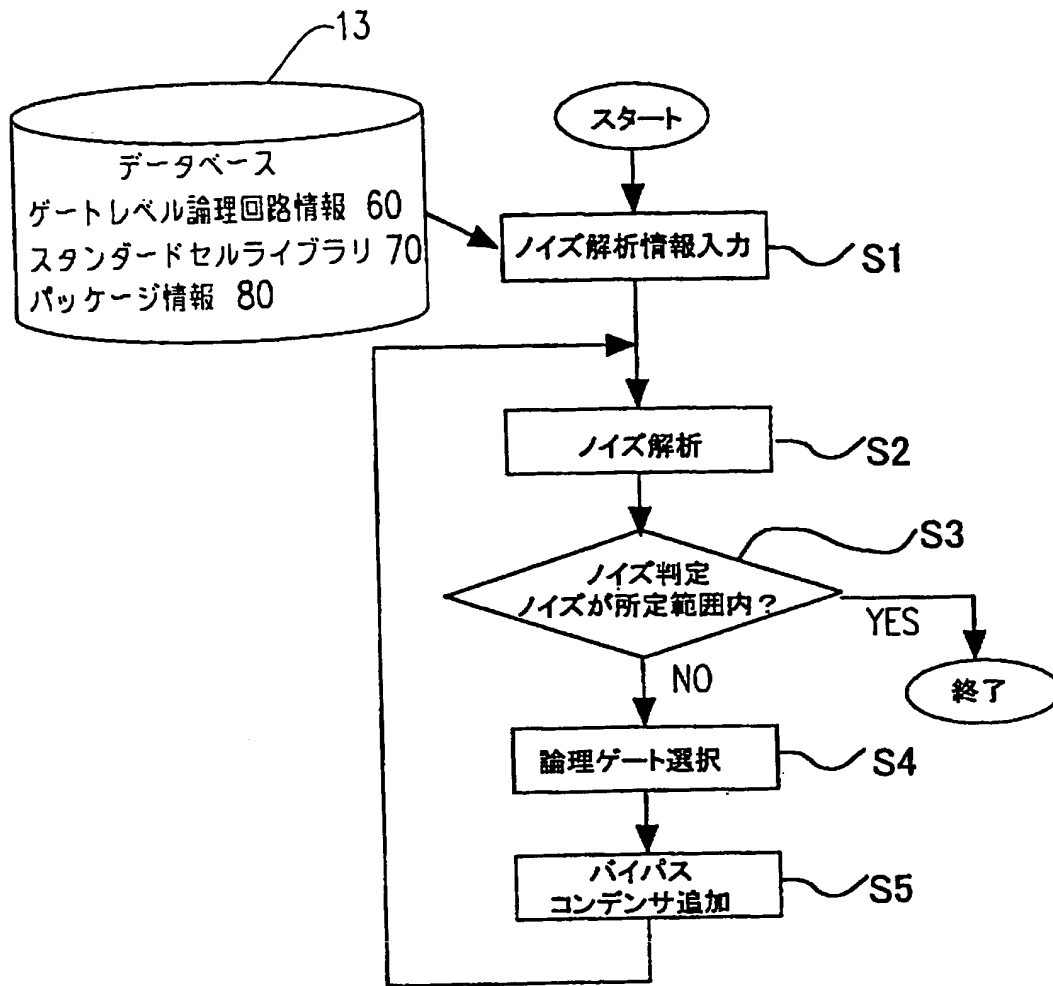 13
データベース
ゲートレベル論理回路情報 60
スタンダードセルライブラリ 70
パッケージ情報 80
スタート
ノイズ解析情報入力
S1
ノイズ解析
S2
S3
ノイズ判定
ノイズが所定範囲内?
YES
NO
終了
論理ゲート選択
S4
バイパス
コンデンサ追加
S5